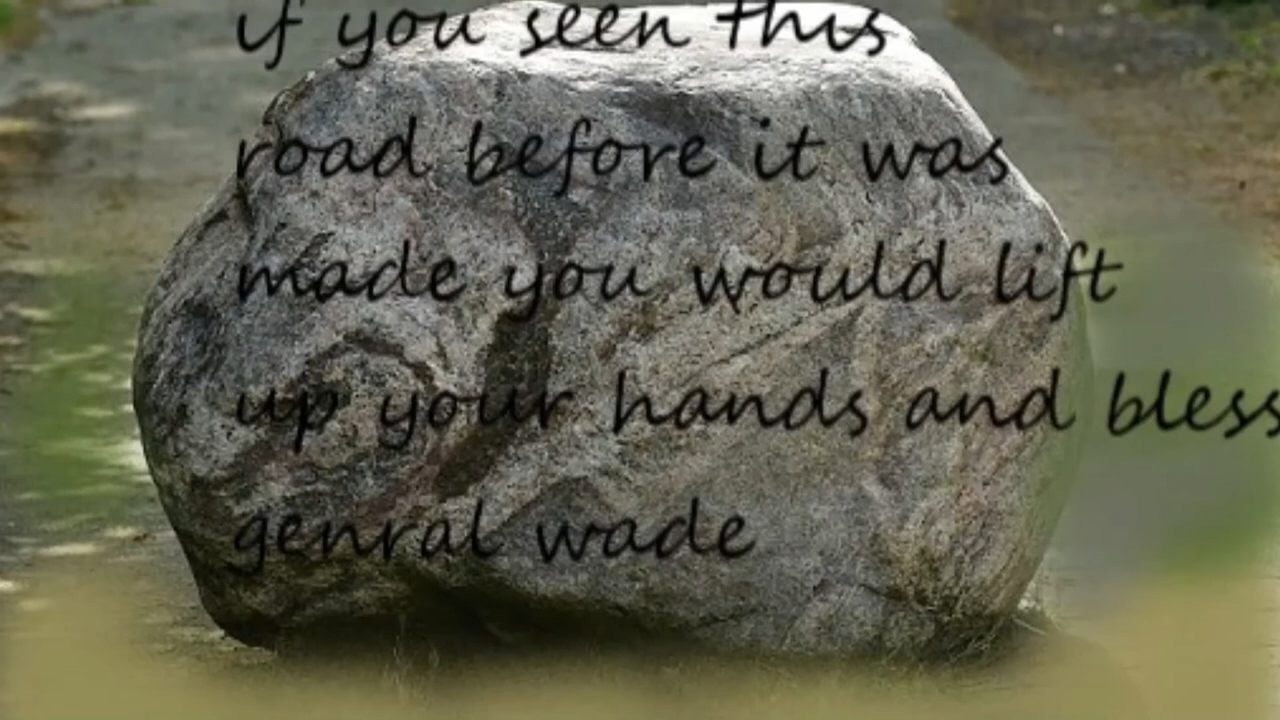 if you seen this
road before it was
made you would lift
up your hands and bless
genral wade